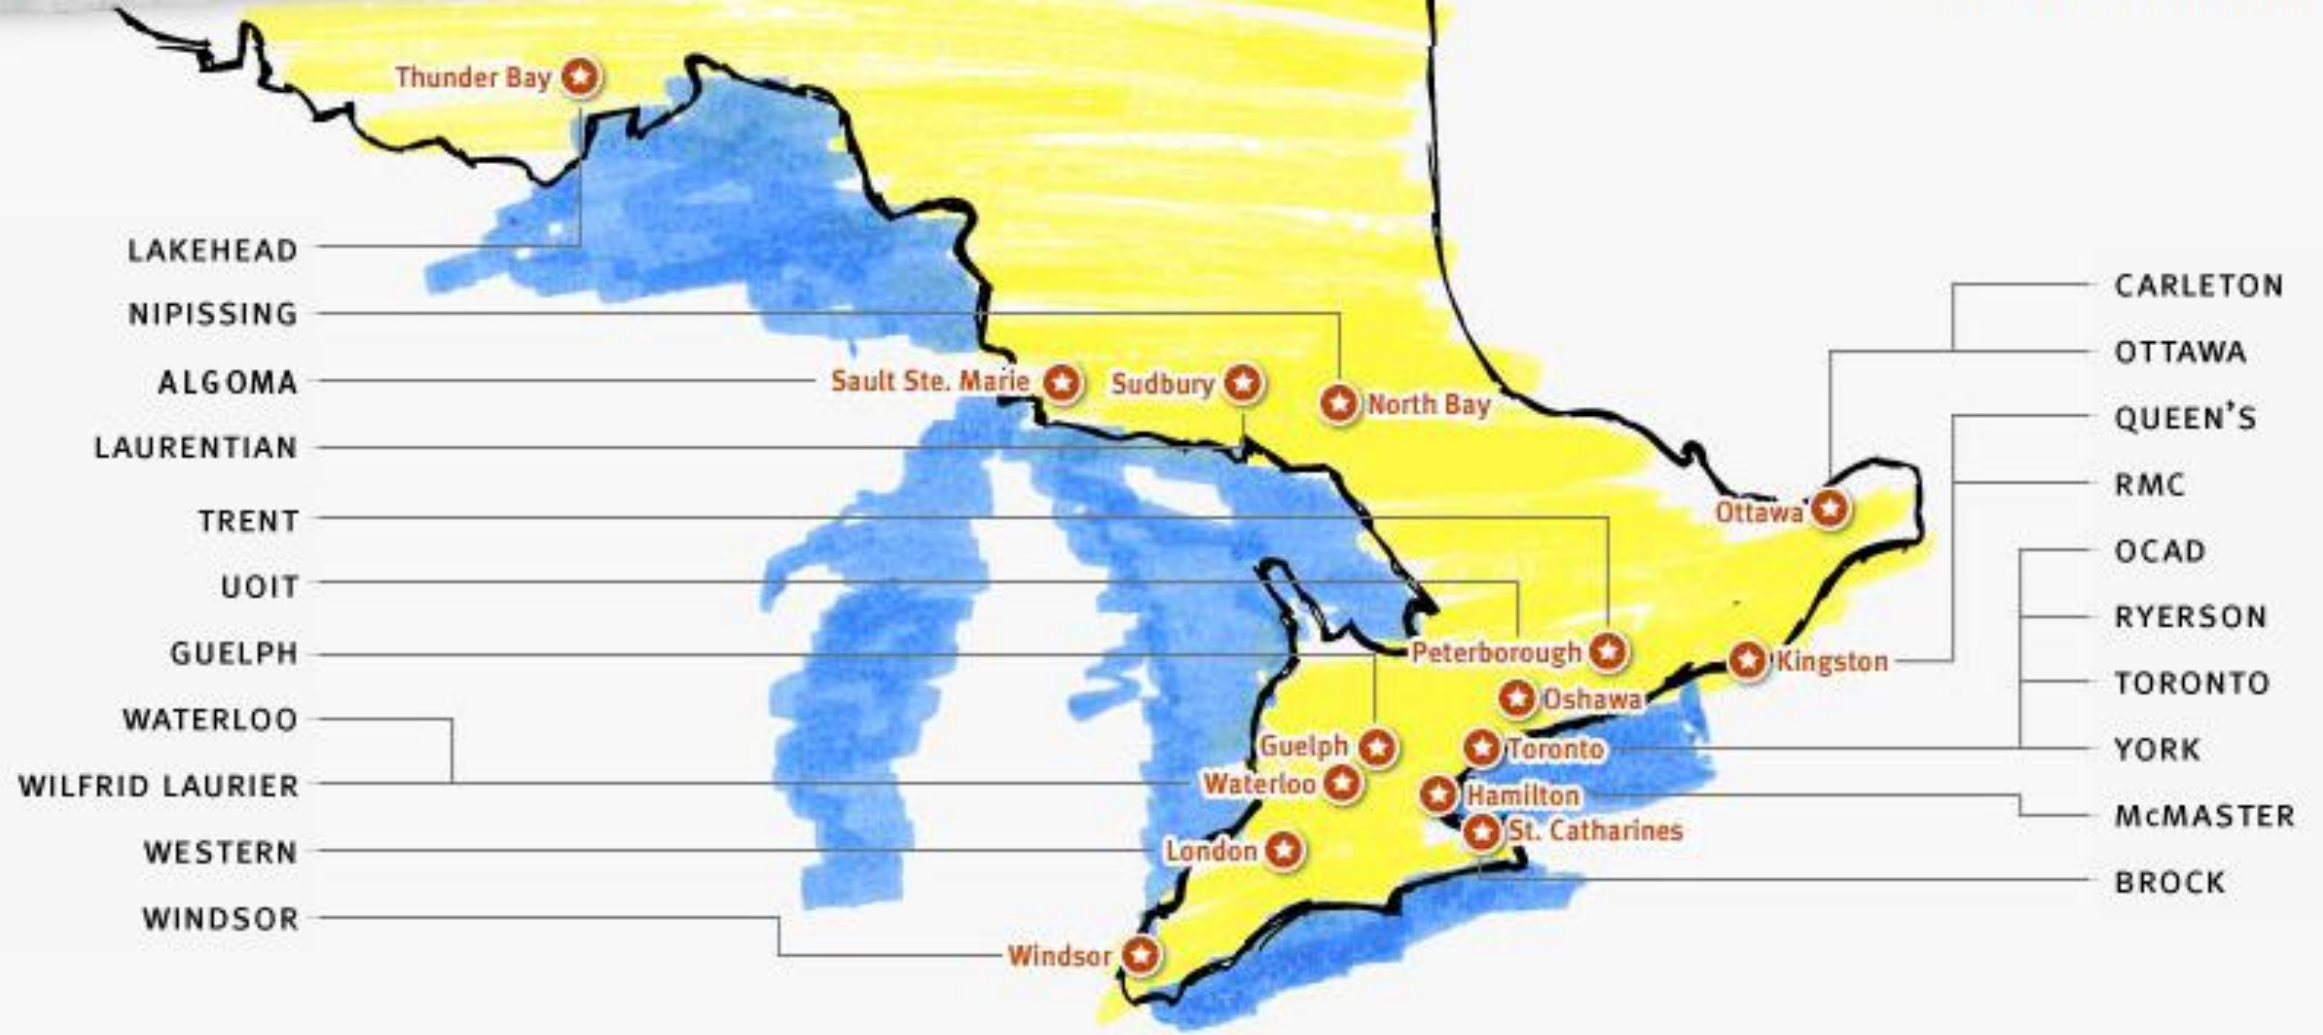 Thunder Bay
LAKEHEAD
NIPISSING
ALGOMA
LAURENTIAN
TRENT
UOIT
GUELPH
WATERLOO
WILFRID LAURIER
WESTERN
WINDSOR
Sault Ste. Marie
Sudbury
North Bay
Ottawa
Peterborough
Kingston
Oshawa
Guelph
Toronto
Waterloo
Hamilton
St. Catharines
London
Windsor
CARLETON
OTTAWA
QUEEN'S
RMC
OCAD
RYERSON
TORONTO
YORK
McMASTER
BROCK